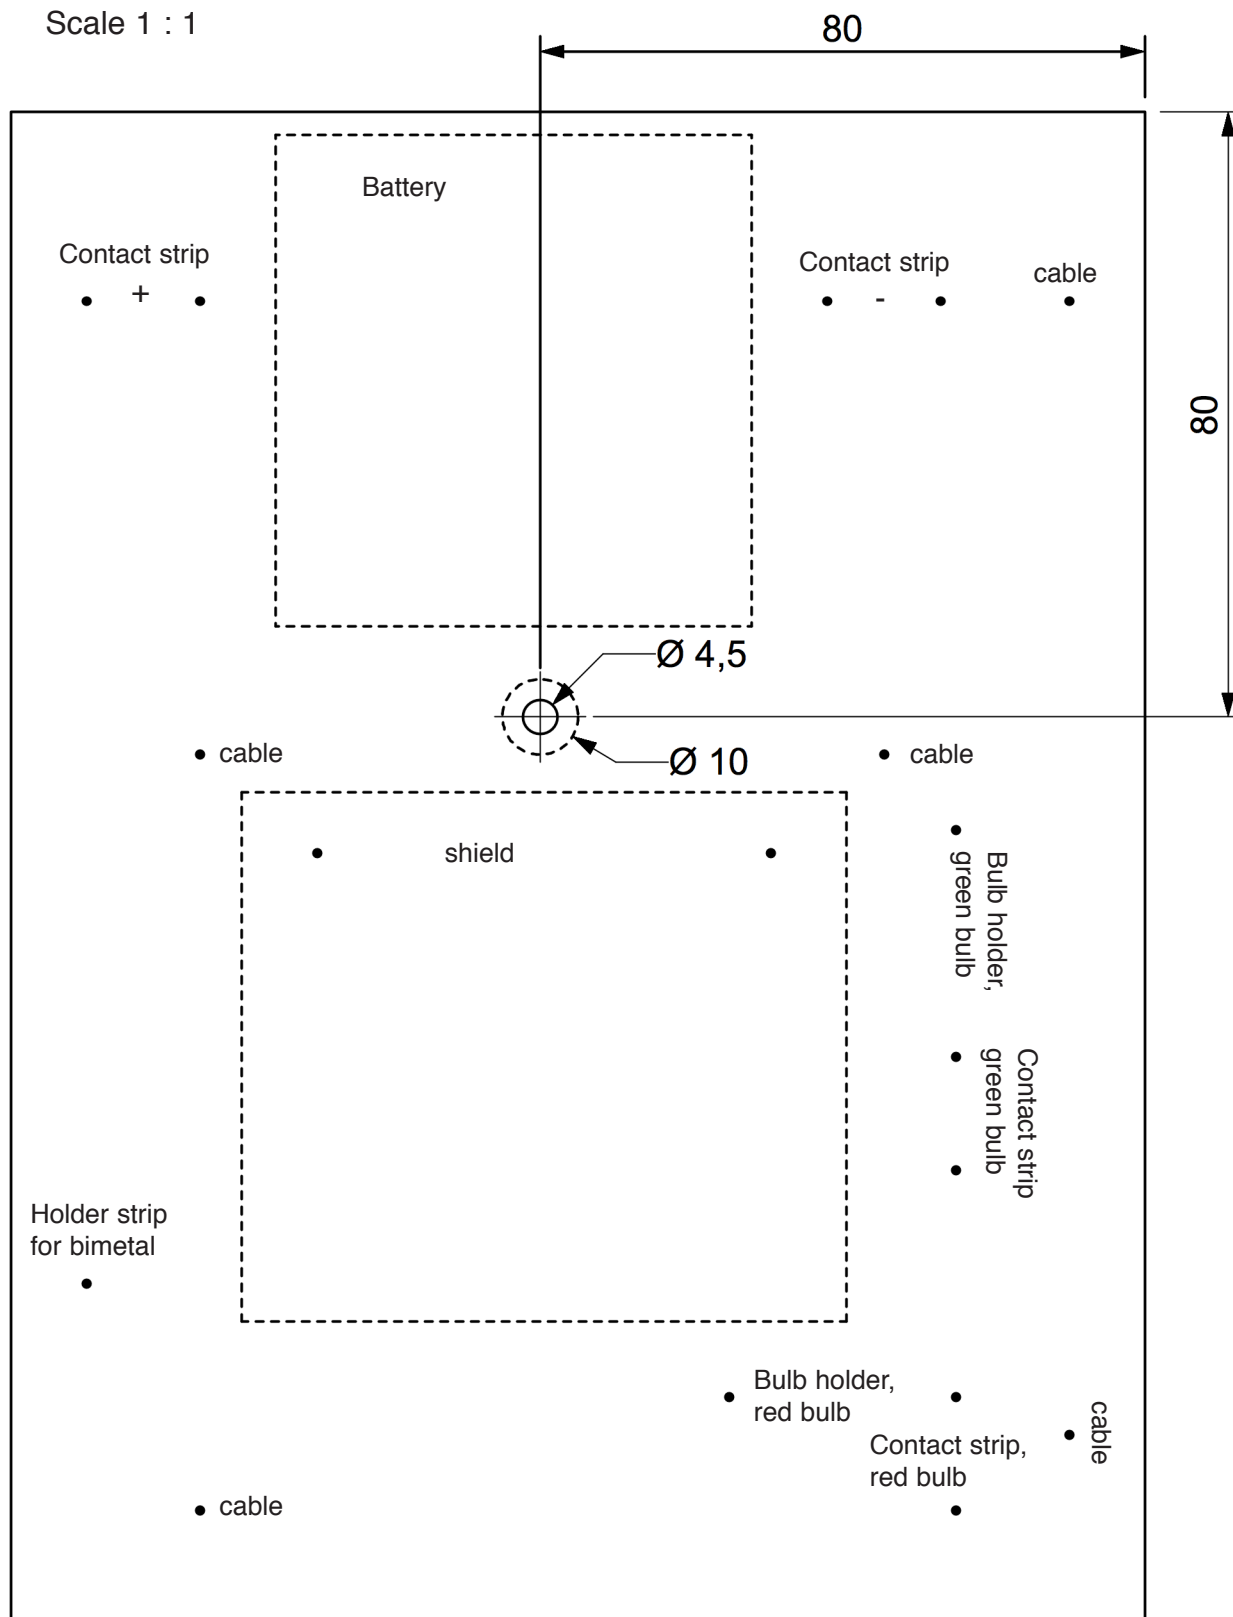 Scale 1 : 1
80
Battery
Contact strip
+
Contact strip
-
cable
80
Ø 4,5
Ø 10
cable
cable
shield
Bulb holder,
green bulb
Contact strip
green bulb
Holder strip
for bimetal
Bulb holder,
red bulb
Contact strip,
red bulb
cable
cable